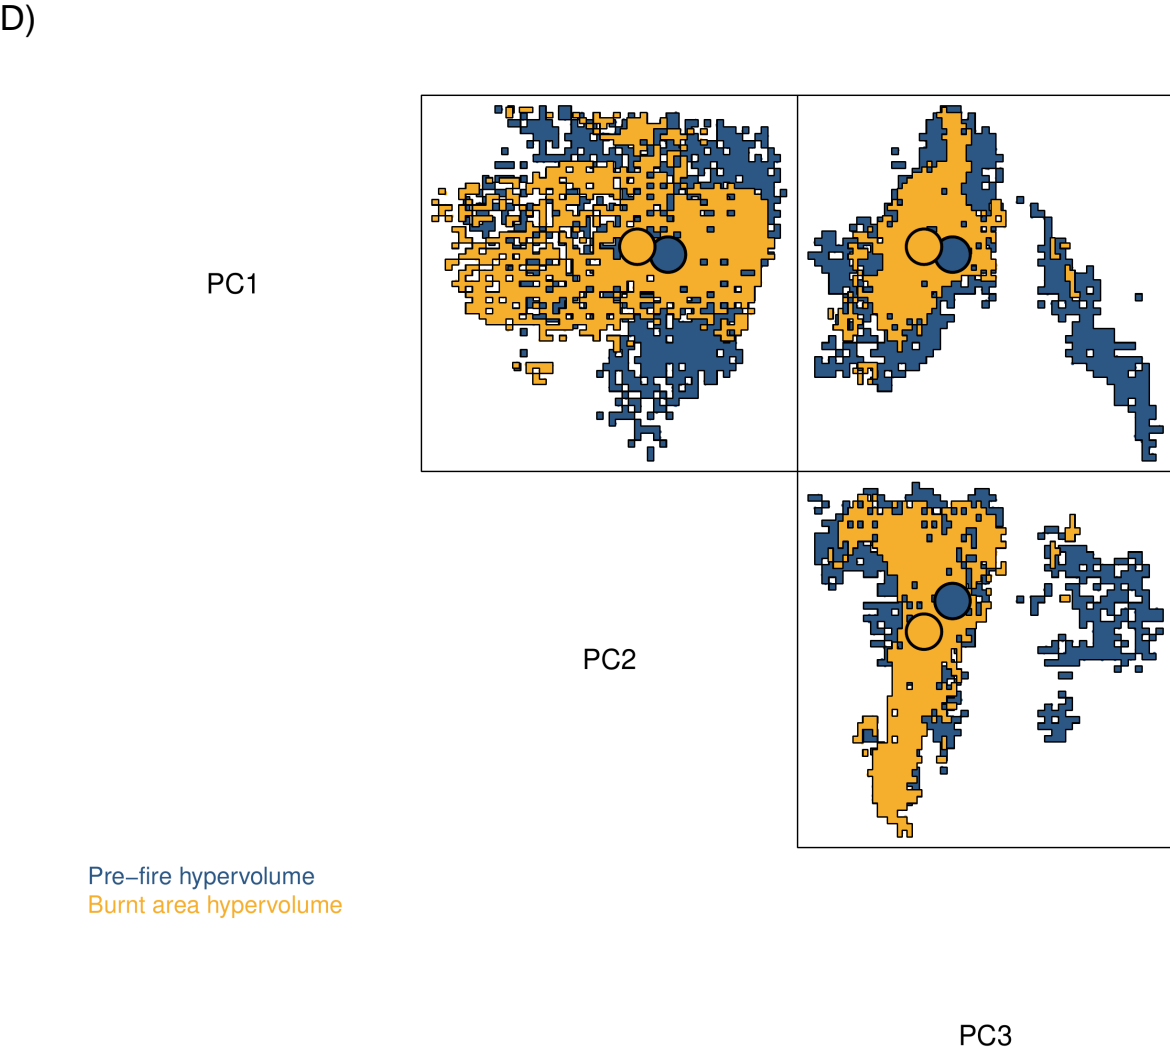 D)
PC1
PC2
Pre−fire hypervolume
Burnt area hypervolume
PC3